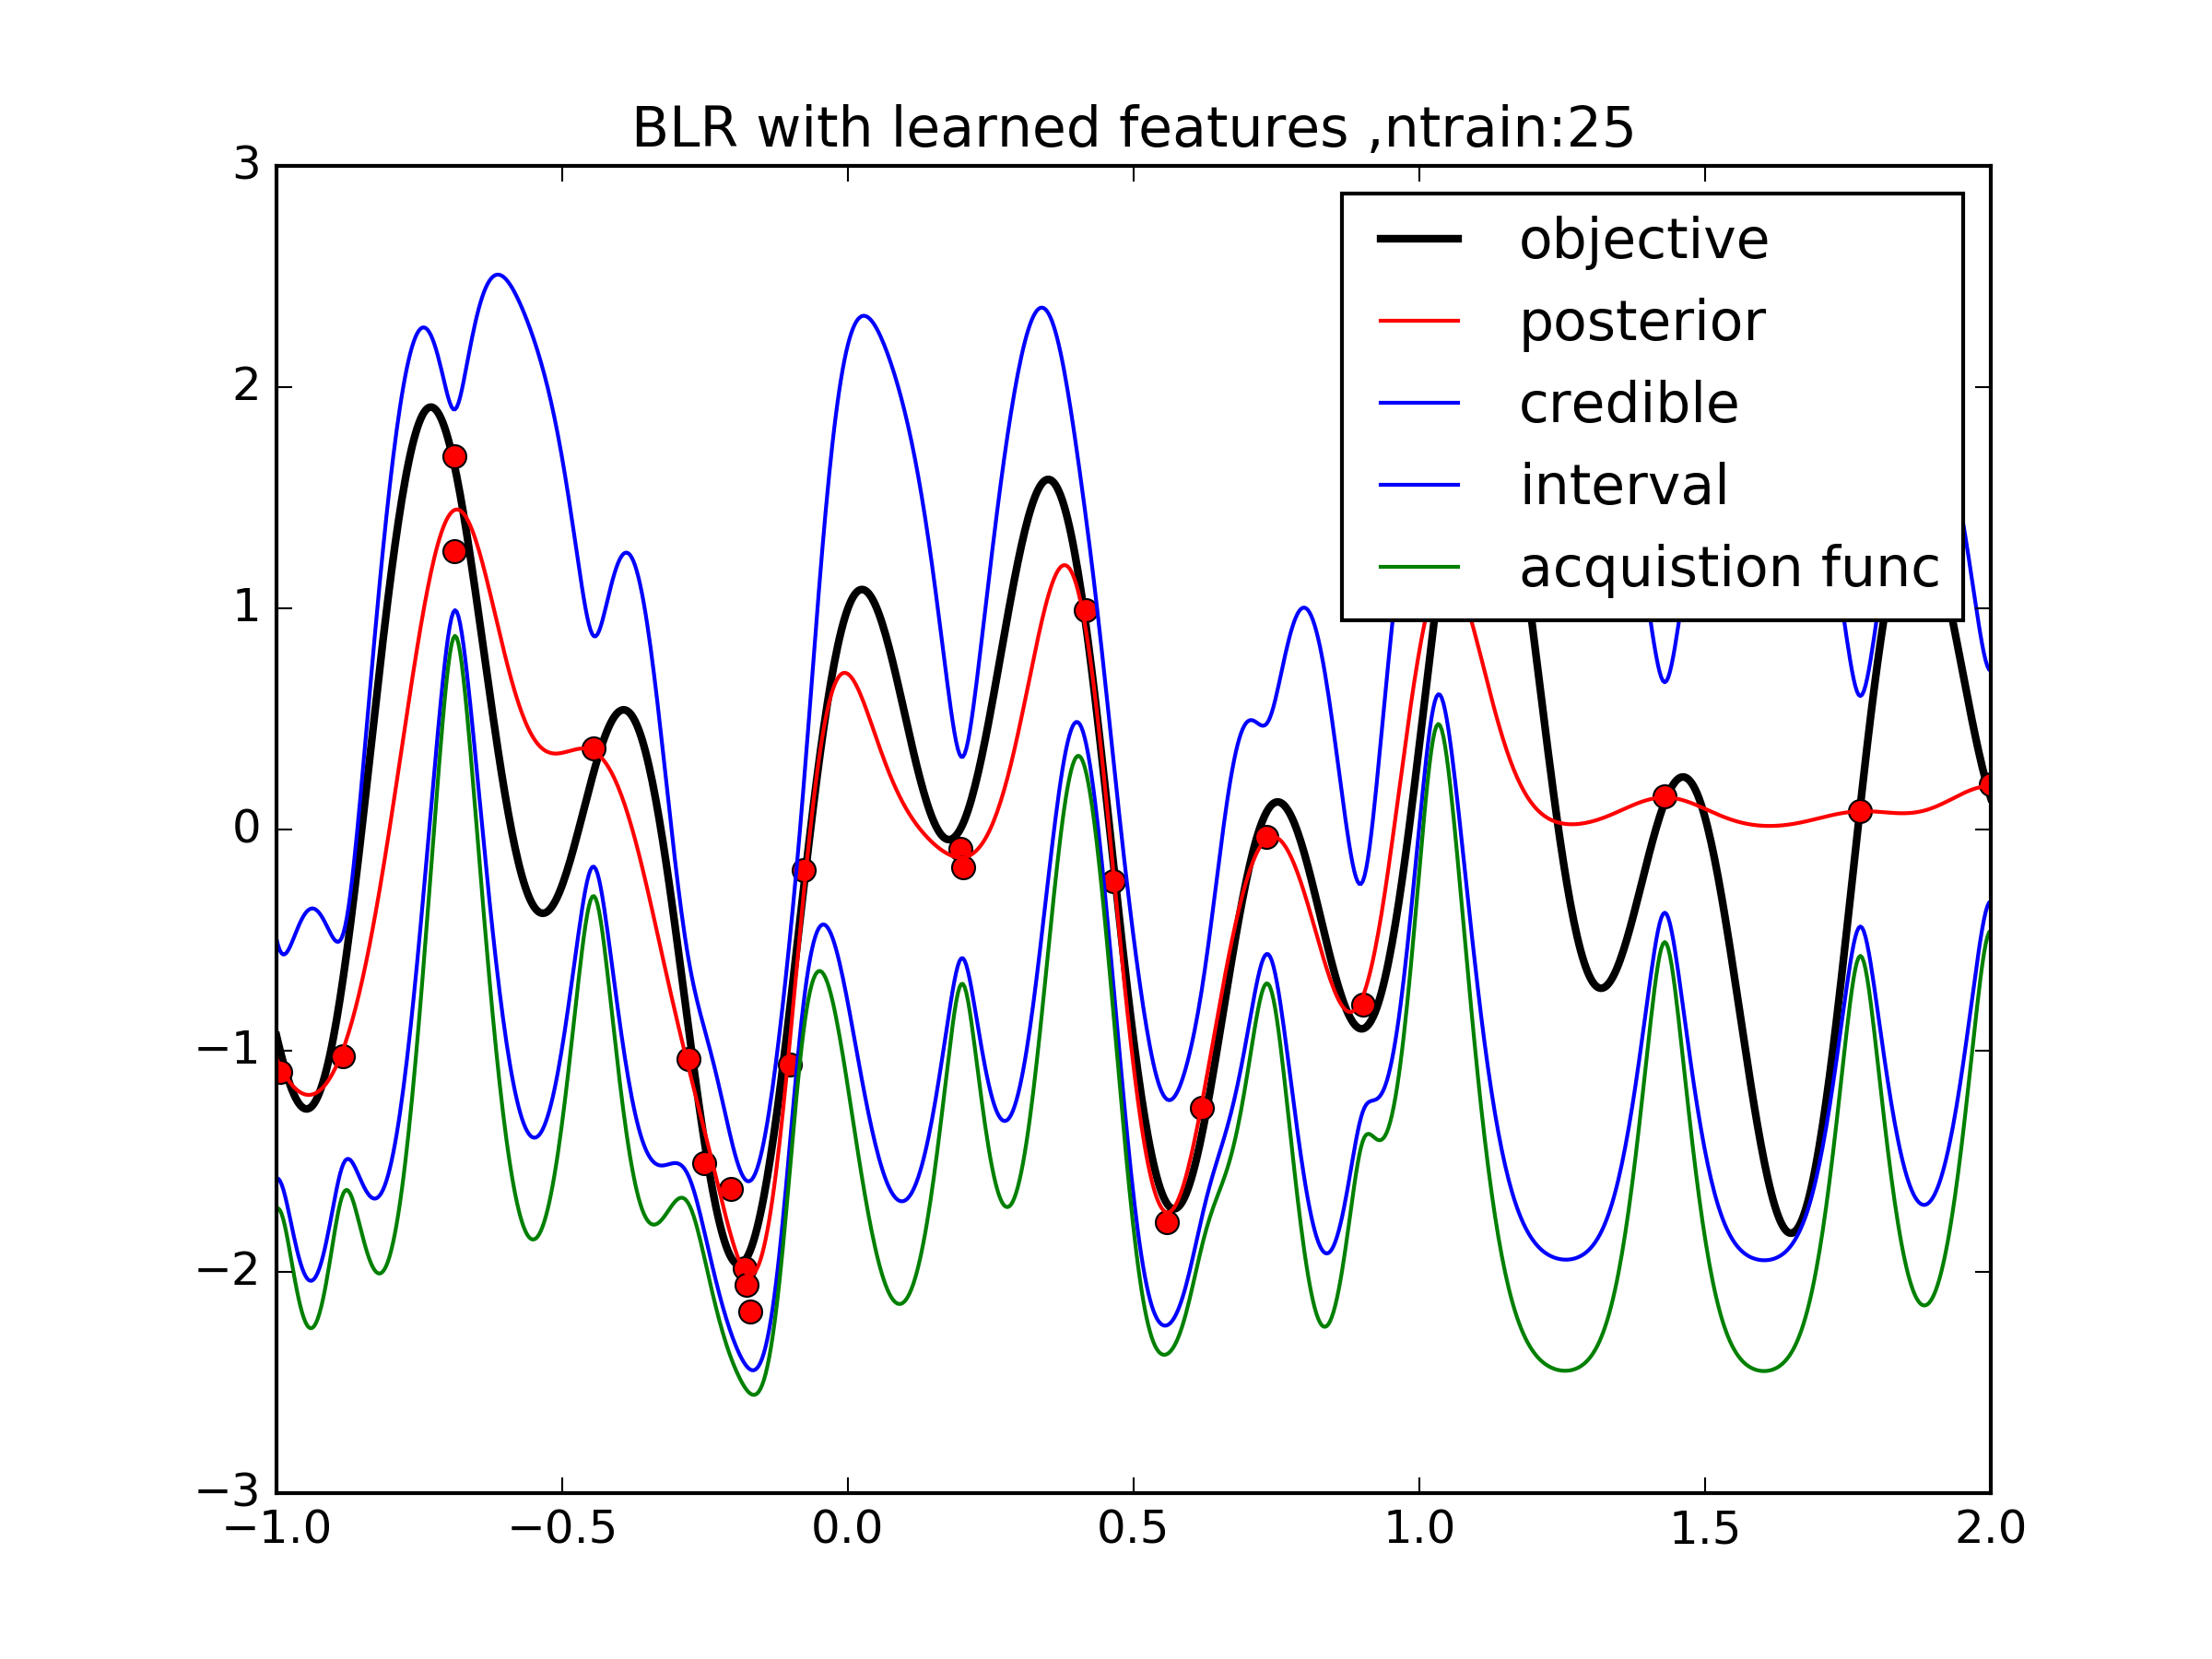 BLR with learned features ,ntrain:25
3
2
1
0
−1
−2
−3
objective
posterior
credible
interval
acquistion func
−1.0 −0.5 0.0 0.5 1.0 1.5 2.0